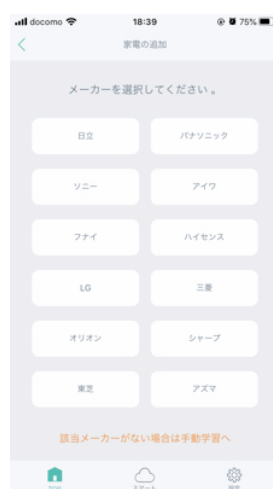 docomo 18:39 75%
家電の追加
メーカーを選択してください。
日立 パナソニック
ソニー アイワ
フナイ ハイセンス
LG 三菱
オリオン シャープ
東芝 アズマ
該当メーカーがない場合は手動学習へ